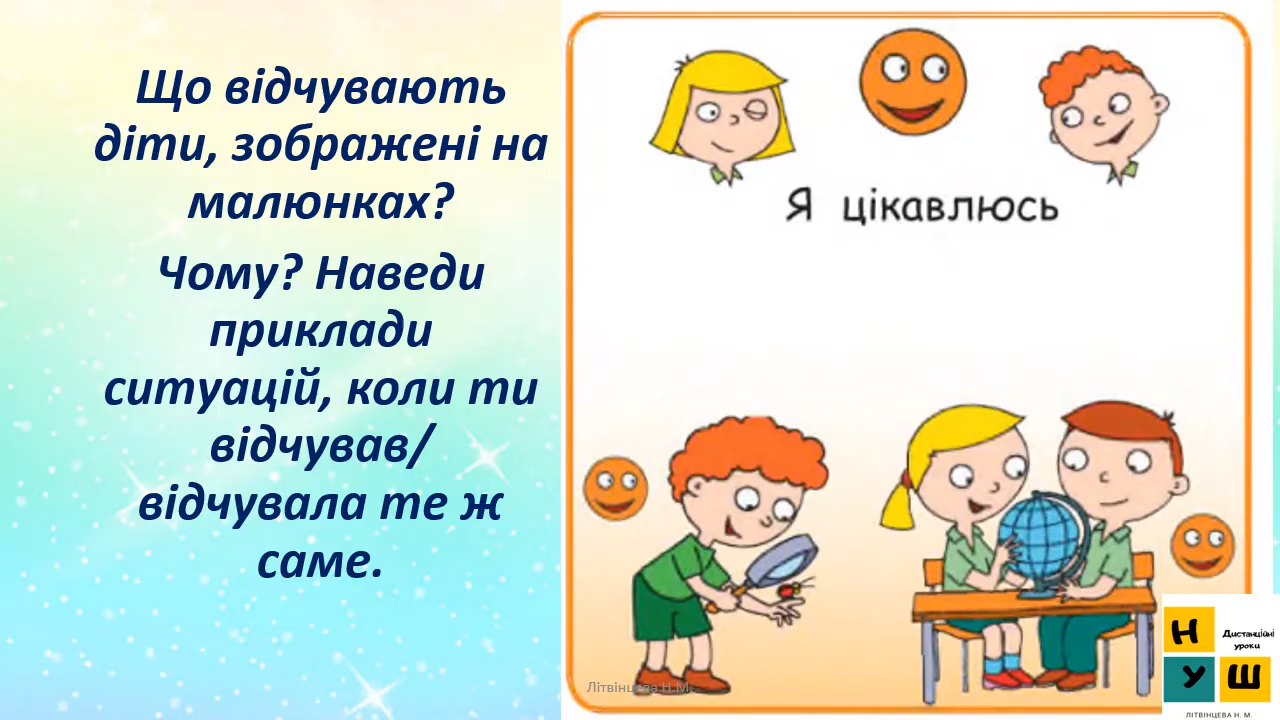 Що відчувають
діти, зображені на
малюнках?
Чому? Наведи
приклади
ситуацій, коли ти
відчував/
відчувала те ж
саме.
Я цікавлюсь
Літвінцева Н.М.
Н
У Ш
Дистанційні
уроки
ЛІТВІНЦЕВА Н. М.